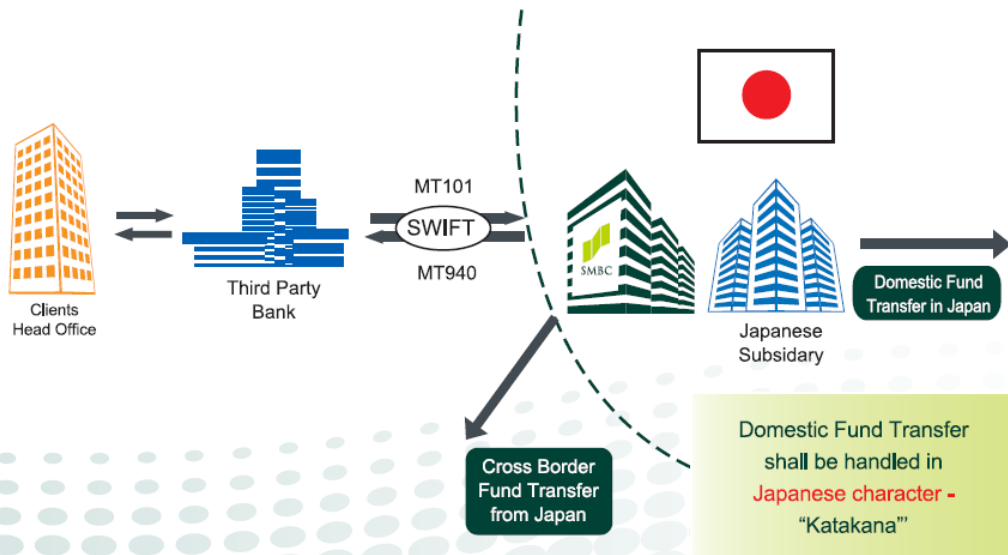 MT101
SWIFT
MT940
Clients
Head Office
Third Party
Bank
SMBC
Japanese
Subsidary
Domestic Fund
Transfer in Japan
Cross Border
Fund Transfer
from Japan
Domestic Fund Transfer
shall be handled in
Japanese character -
“Katakana”’